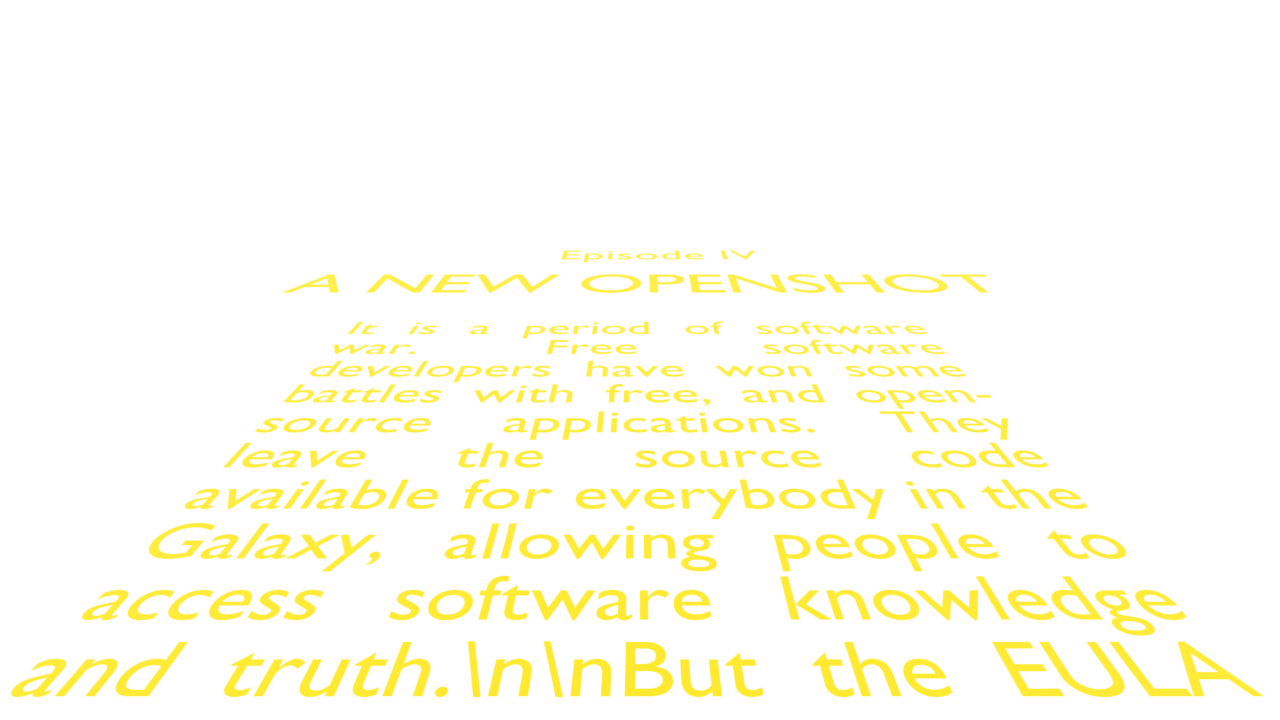 Episode IV
A NEW OPENSHOT
It is a period of software
war. Free software
developers have won some
battles with free, and open-
source applications. They
leave the source code
available for everybody in the
Galaxy, allowing people to
access software knowledge
and truth.\n\nBut the EULA